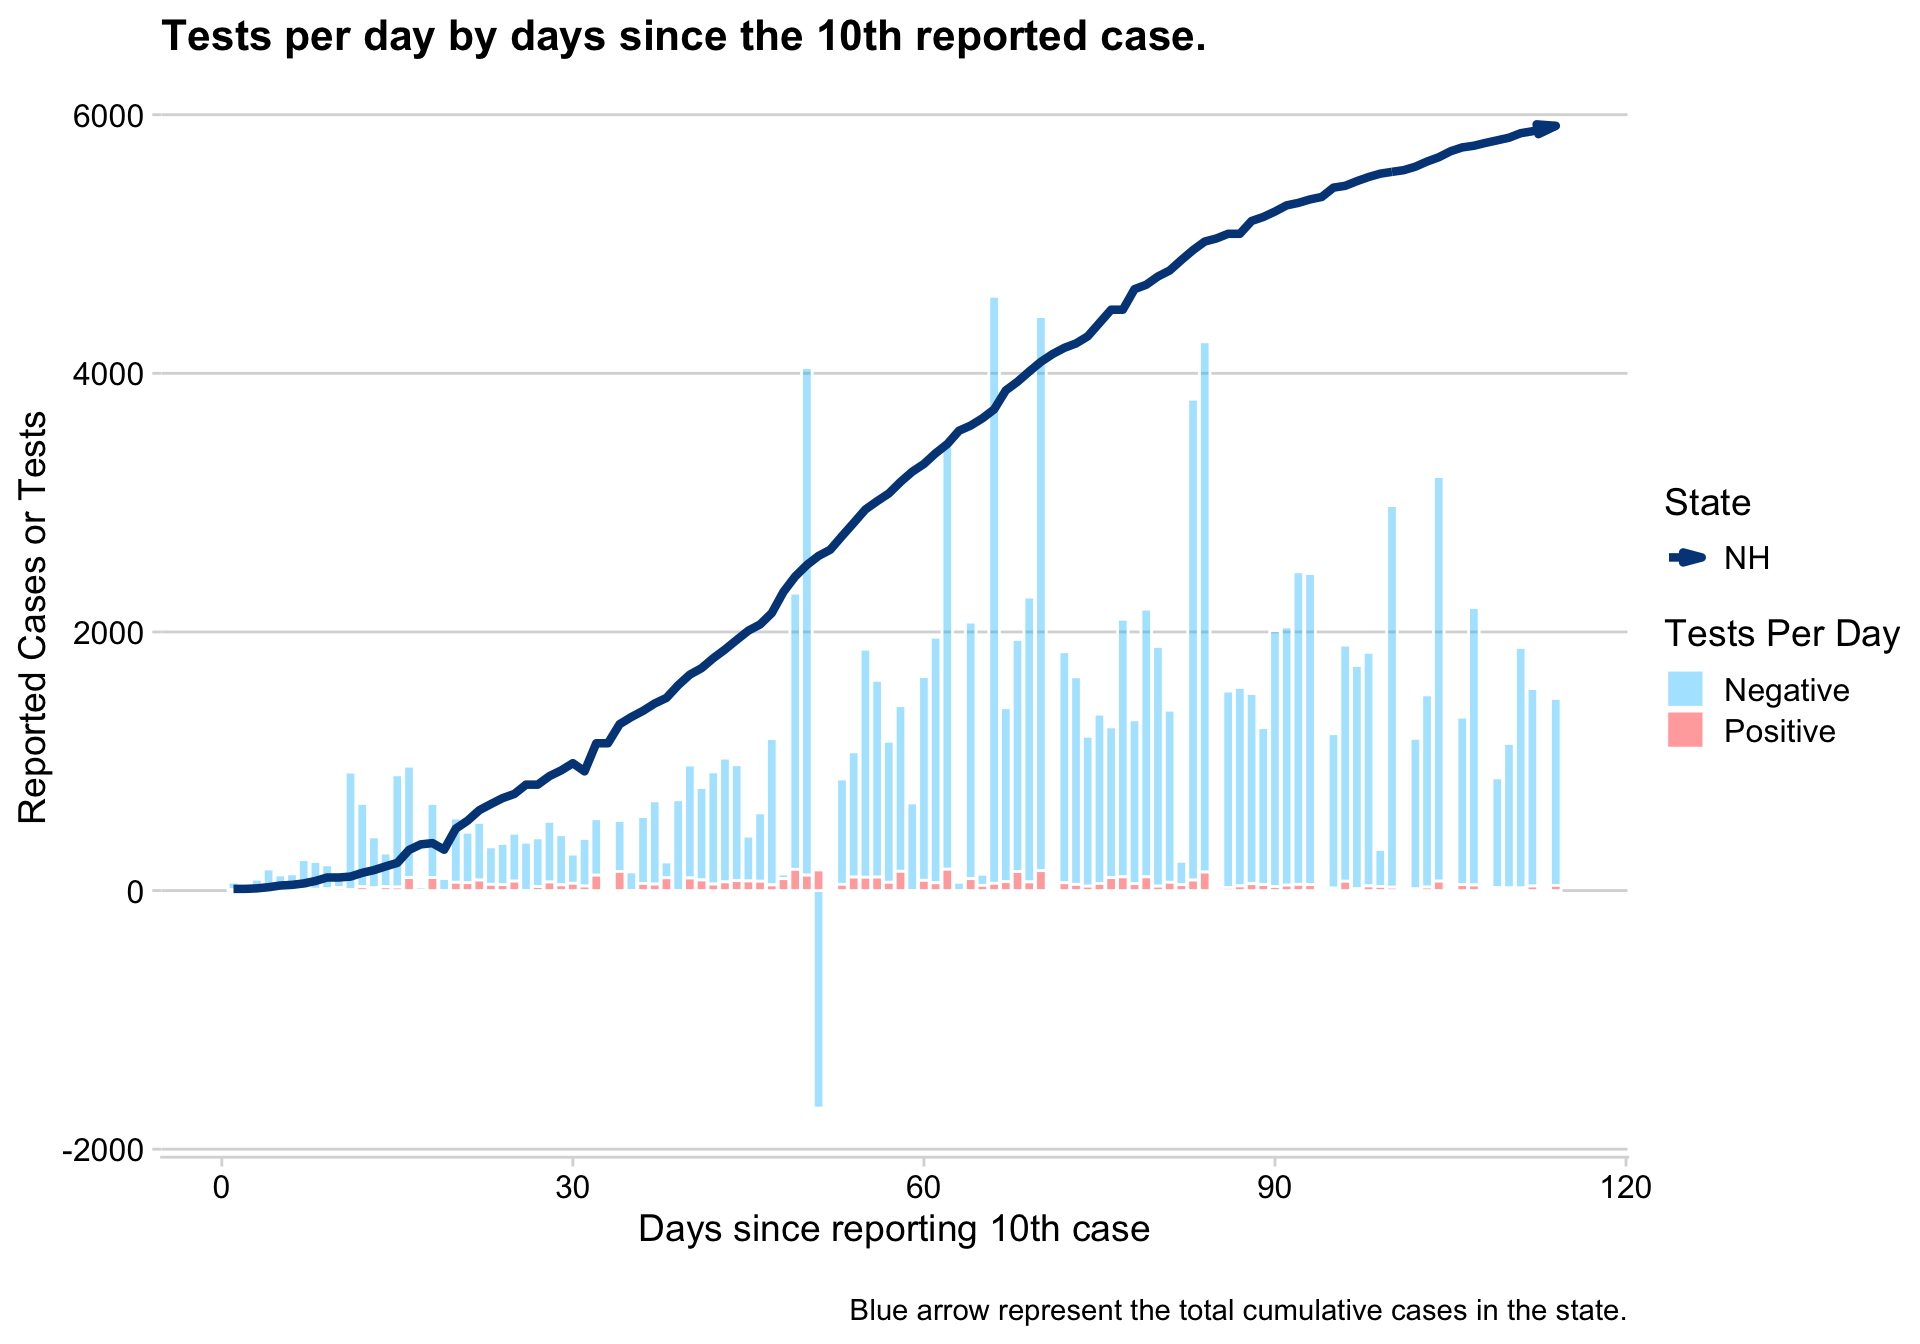 Tests per day by days since the 10th reported case.
6000
4000
2000
0
-2000
Reported Cases or Tests
0 30 60 90 120
Days since reporting 10th case
State
NH
Tests Per Day
Negative
Positive
Blue arrow represent the total cumulative cases in the state.